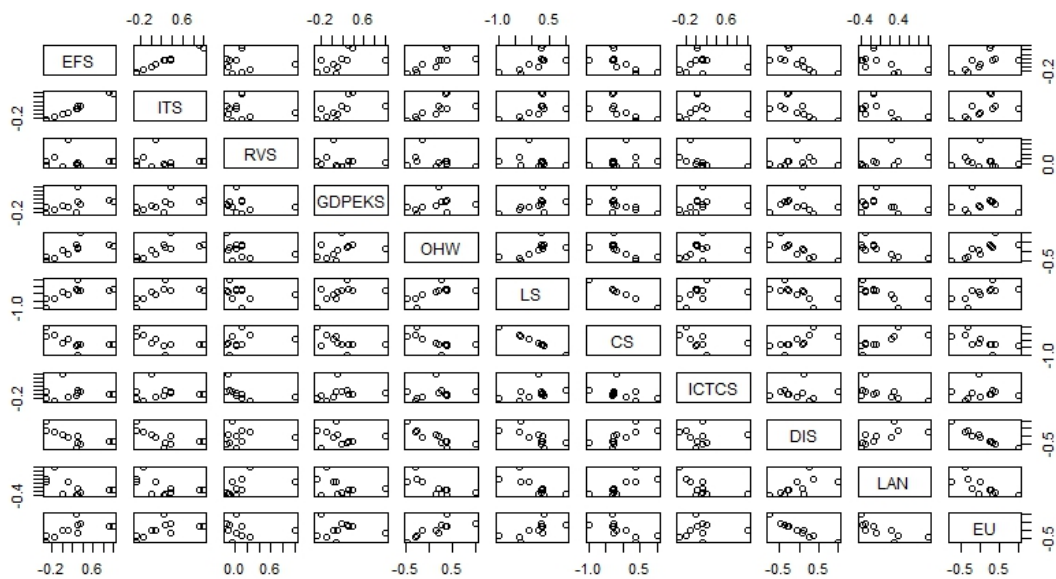 -0.2 0.6 -1.0 0.5 -0.2 0.6 -0.4 0.4
EFS -0.2
-0.2 ITS
RVS 0.0
-0.2 GDPEKS
OHW -0.5
-1.0 LS
CS -1.0
-0.2 ICTCS
DIS -0.5
-0.4 LAN
EU -0.5
-0.2 0.6 0.0 0.6 -0.5 0.5 -1.0 0.5 -0.5 0.5 -0.5 0.5